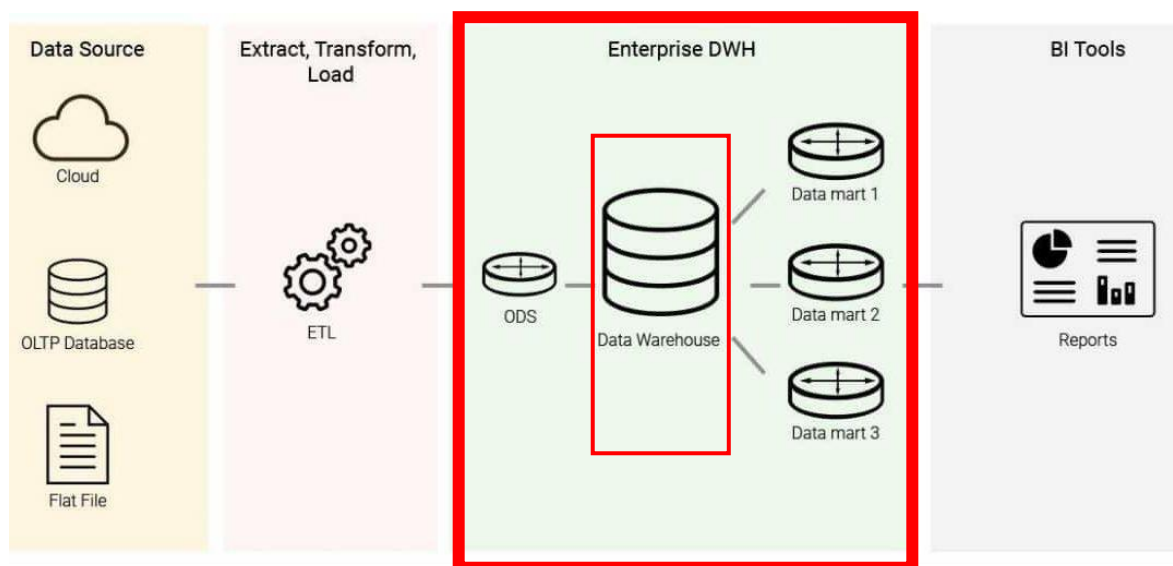 Data Source
Cloud
OLTP Database
Flat File
Extract, Transform,
Load
ETL
Enterprise DWH
ODS
Data Warehouse
Data mart 1
Data mart 2
Data mart 3
BI Tools
Reports